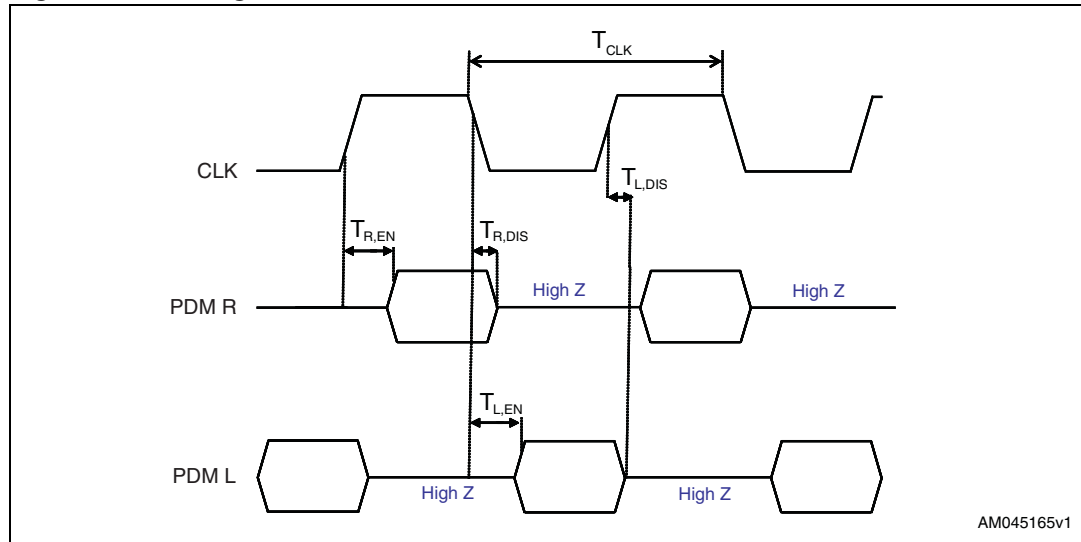 T_CLK
CLK
T_L,DIS
T_R,EN
T_R,DIS
PDM R
High Z
High Z
T_L,EN
PDM L
High Z
High Z
AM045165v1